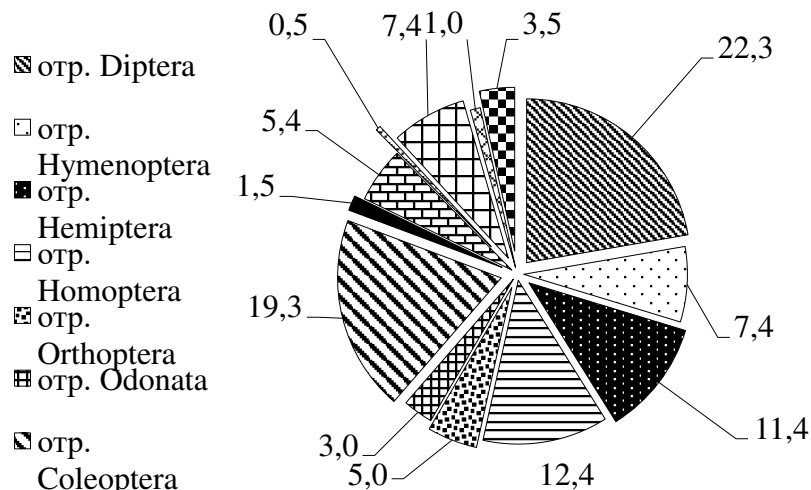 0,5
7,4
1,0
3,5
22,3
отр. Diptera
отр.
Hymenoptera
5,4
отр.
Hemiptera
1,5
отр.
Homoptera
19,3
отр.
Orthoptera
7,4
отр. Odonata
11,4
3,0
5,0
12,4
отр.
Coleoptera